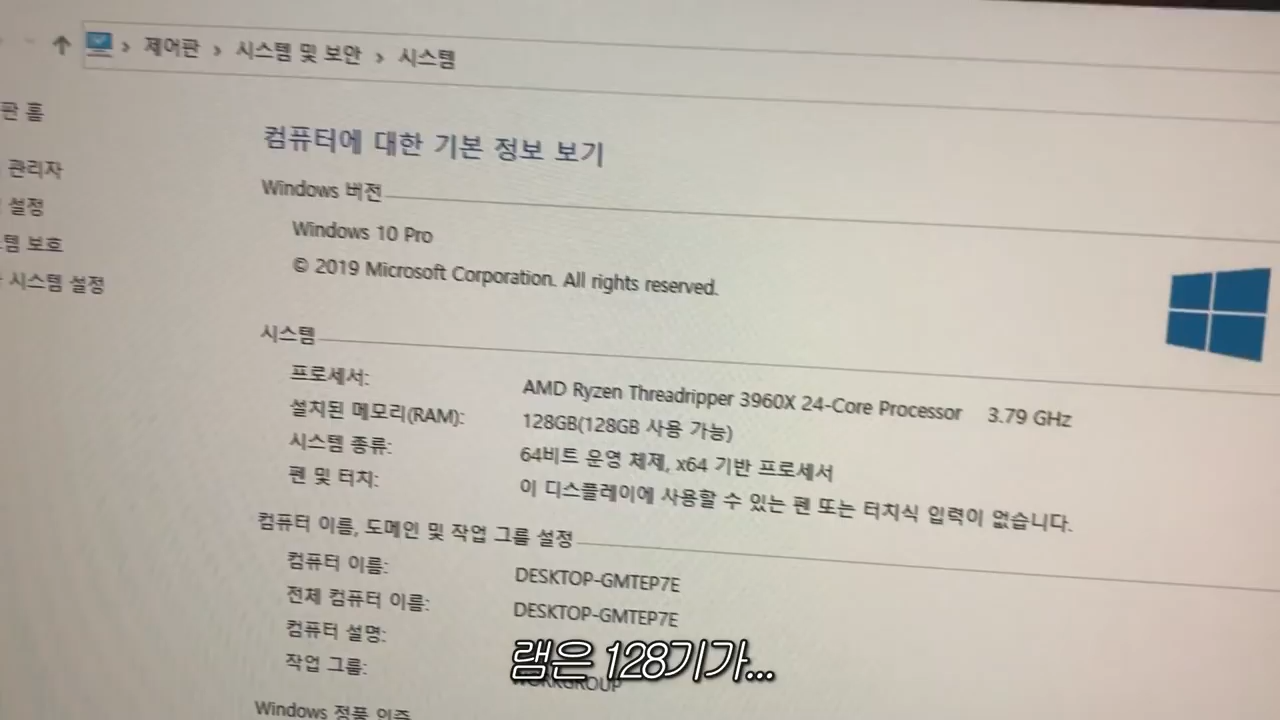 제어판 › 시스템 및 보안 › 시스템
판 홈
관리자
설정
템 보호
시스템 설정
컴퓨터에 대한 기본 정보 보기
Windows 버전
Windows 10 Pro
© 2019 Microsoft Corporation. All rights reserved.
시스템
프로세서: AMD Ryzen Threadripper 3960X 24-Core Processor 3.79 GHz
설치된 메모리(RAM): 128GB(128GB 사용 가능)
시스템 종류: 64비트 운영 체제, x64 기반 프로세서
펜 및 터치: 이 디스플레이에 사용할 수 있는 펜 또는 터치식 입력이 없습니다.
컴퓨터 이름, 도메인 및 작업 그룹 설정
컴퓨터 이름: DESKTOP-GMTEP7E
전체 컴퓨터 이름: DESKTOP-GMTEP7E
컴퓨터 설명:
작업 그룹: WORKGROUP
램은 128기가...
Windows 정품 인증